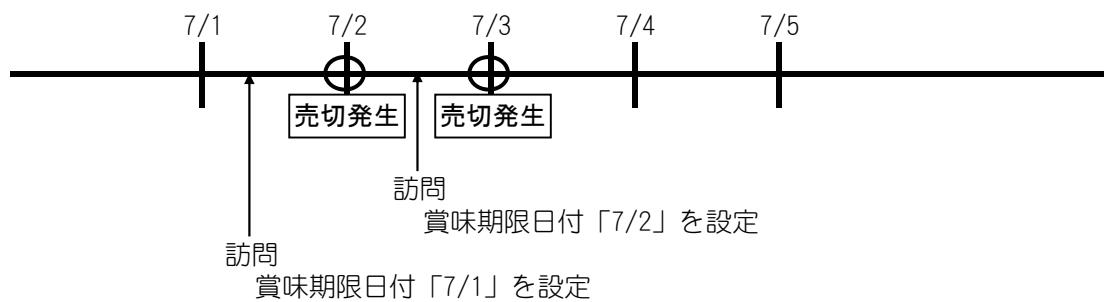 7/1 7/2 7/3 7/4 7/5
売切発生 売切発生
訪問
賞味期限日付「7/2」を設定
訪問
賞味期限日付「7/1」を設定